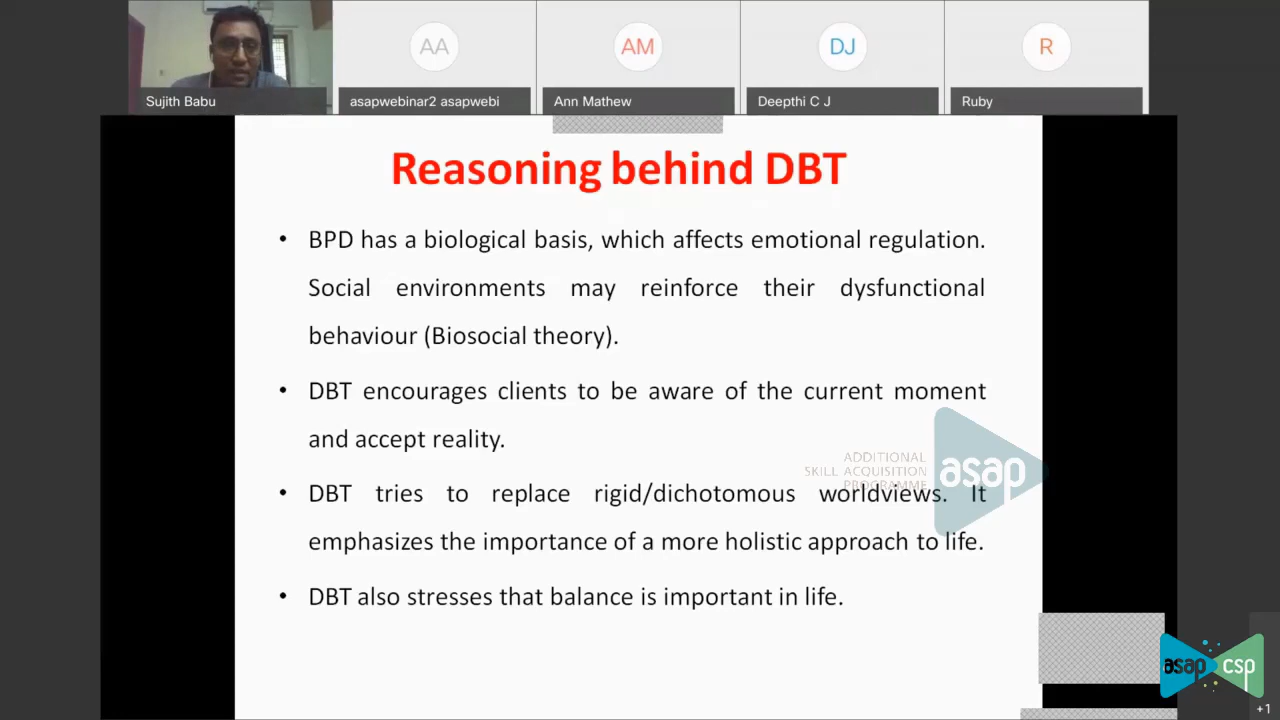 AA
AM
DJ
R
Sujith Babu
asapwebinar2 asapwebi
Ann Mathew
Deepthi C J
Ruby
Reasoning behind DBT
• BPD has a biological basis, which affects emotional regulation.
Social environments may reinforce their dysfunctional
behaviour (Biosocial theory).
• DBT encourages clients to be aware of the current moment
and accept reality.
ADDITIONAL
SKILL ACQUISITION
PROGRAMME
asap
• DBT tries to replace rigid/dichotomous worldviews. It
emphasizes the importance of a more holistic approach to life.
• DBT also stresses that balance is important in life.
asap csp
+1